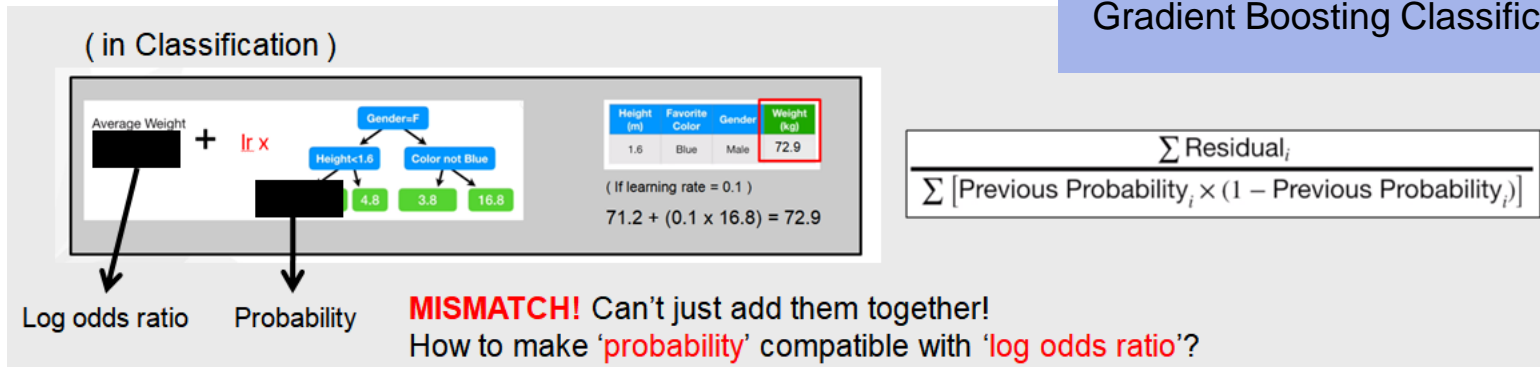 Gradient Boosting Classific
( in Classification )
Average Weight
+
lr x
Gender=F
Height<1.6
Color not Blue
4.8
3.8
16.8
Height (m) Favorite Color Gender Weight (kg)
1.6 Blue Male 72.9
( If learning rate = 0.1 )
71.2 + (0.1 x 16.8) = 72.9
∑ Residualᵢ
∑ [Previous Probabilityᵢ × (1 − Previous Probabilityᵢ)]
Log odds ratio
Probability
MISMATCH! Can't just add them together!
How to make ‘probability’ compatible with ‘log odds ratio’?